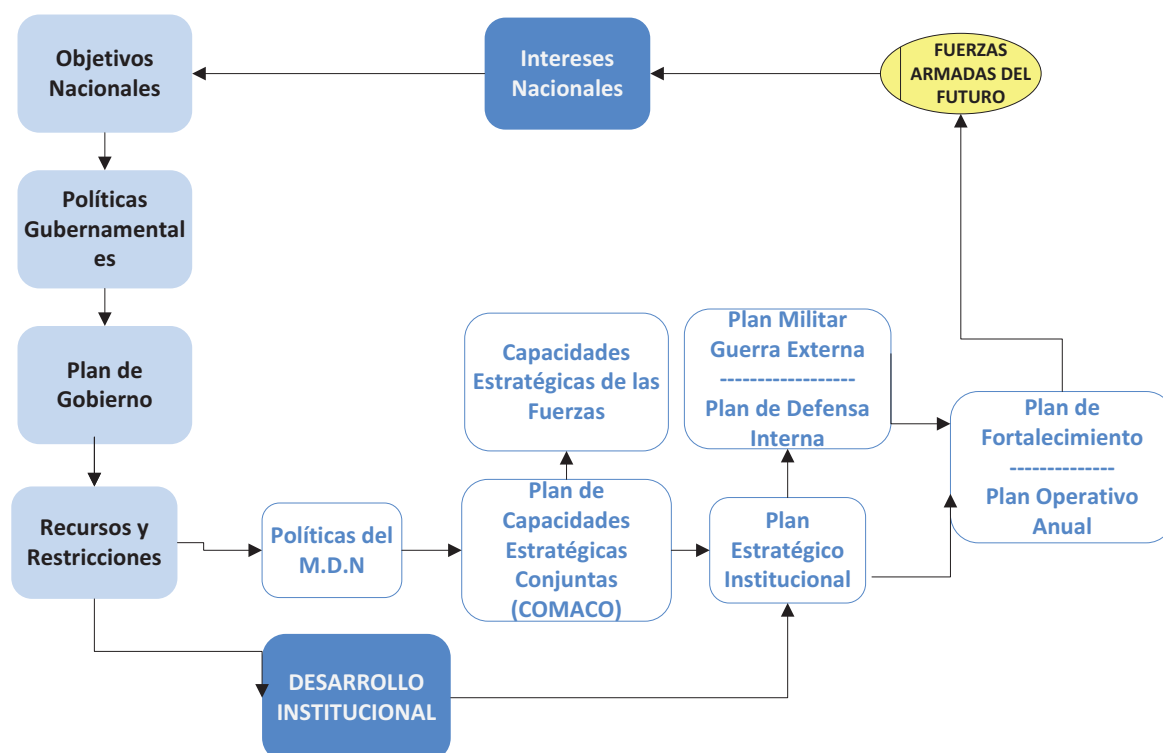 Objetivos
Nacionales
Intereses
Nacionales
FUERZAS
ARMADAS DEL
FUTURO
Políticas
Gubernamental
es
Plan de
Gobierno
Capacidades
Estratégicas de las
Fuerzas
Plan Militar
Guerra Externa
------------------
Plan de Defensa
Interna
Plan de
Fortalecimiento
--------------
Plan Operativo
Anual
Recursos y
Restricciones
Políticas del
M.D.N
Plan de
Capacidades
Estratégicas
Conjuntas
(COMACO)
Plan
Estratégico
Institucional
DESARROLLO
INSTITUCIONAL